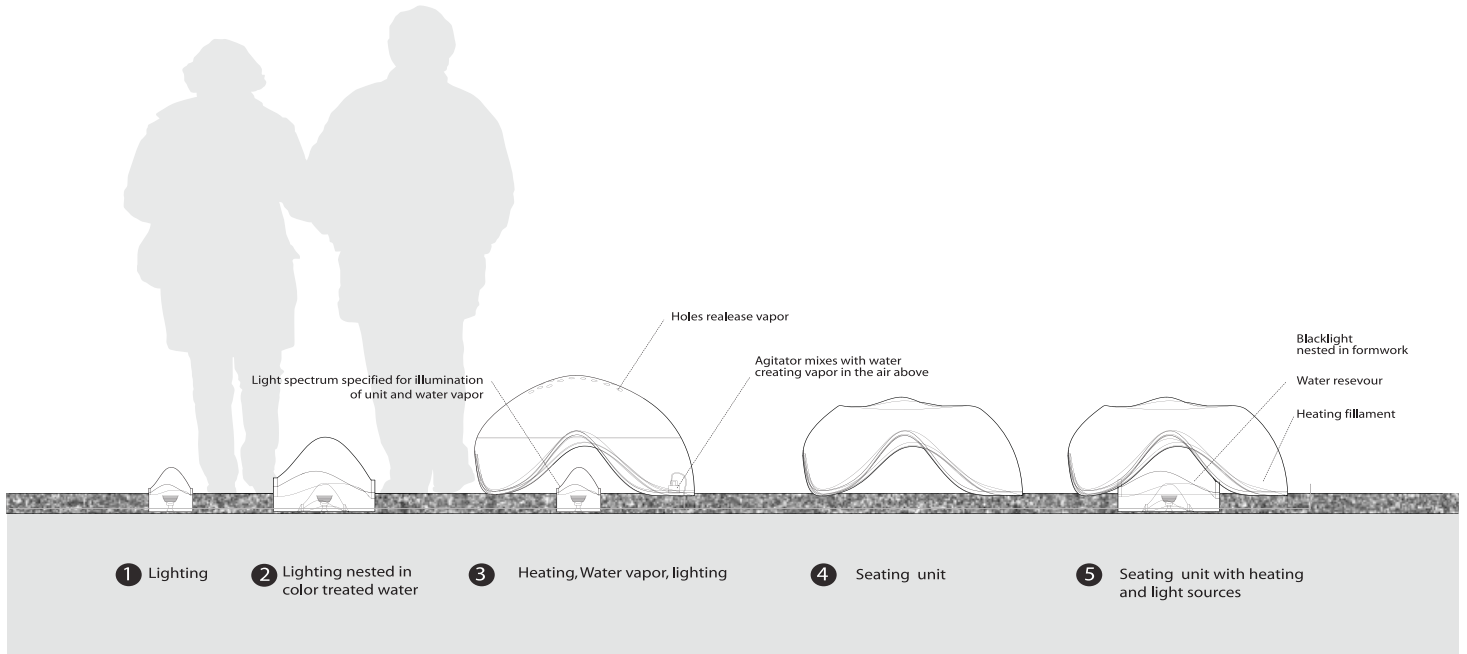 Holes realease vapor
Light spectrum specified for illumination
of unit and water vapor
Agitator mixes with water
creating vapor in the air above
Blacklight
nested in formwork
Water resevour
Heating fillament
1 Lighting
2 Lighting nested in
color treated water
3 Heating, Water vapor, lighting
4 Seating unit
5 Seating unit with heating
and light sources